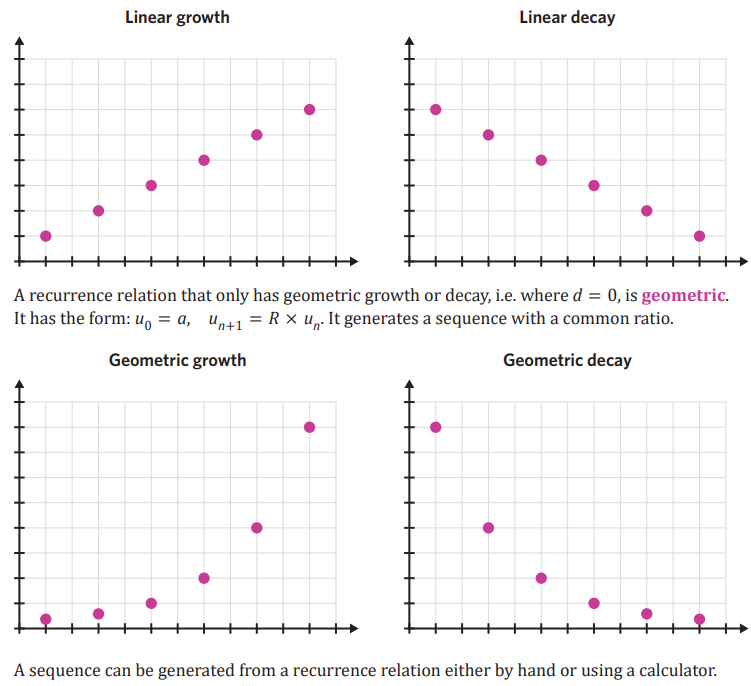 Linear growth
Linear decay
A recurrence relation that only has geometric growth or decay, i.e. where d = 0, is geometric.
It has the form: u₀ = a, uₙ₊₁ = R × uₙ. It generates a sequence with a common ratio.
Geometric growth
Geometric decay
A sequence can be generated from a recurrence relation either by hand or using a calculator.